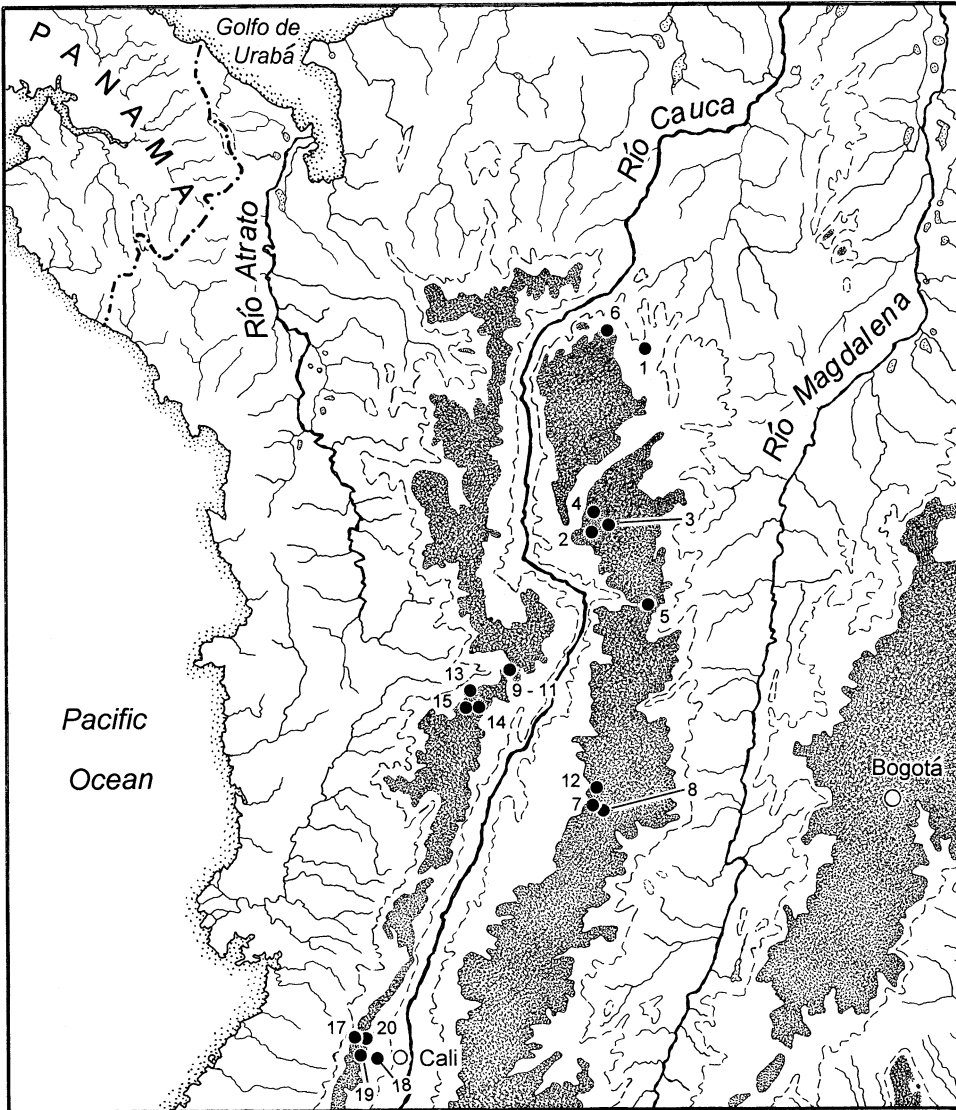 PANAMA
Golfo de
Urabá
Río Cauca
Río Atrato
Río Magdalena
6
1
4
3
2
5
13
9 - 11
15
14
Pacific
Ocean
Bogotá
12
7
8
17
20
Cali
19
18